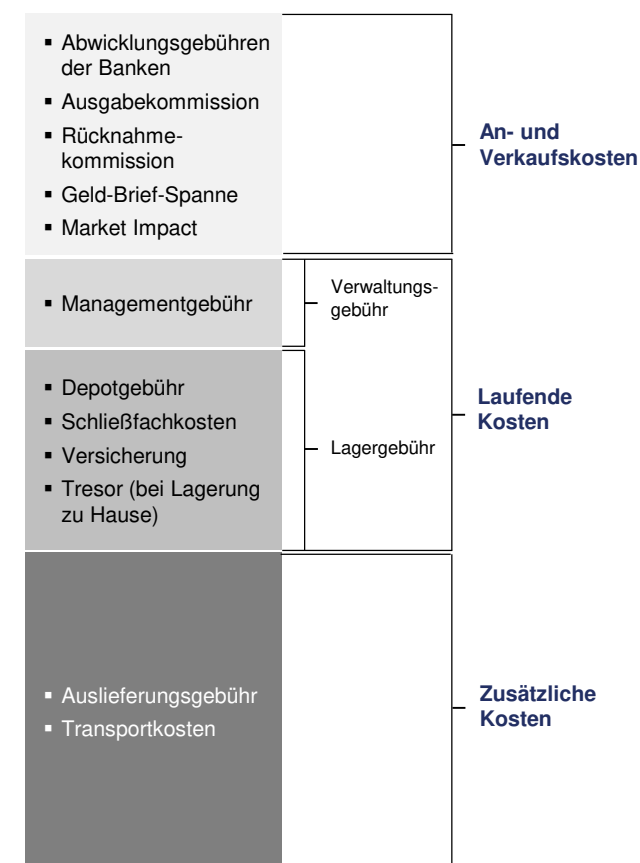 ▪ Abwicklungsgebühren
der Banken
▪ Ausgabekommission
▪ Rücknahme-
kommission
▪ Geld-Brief-Spanne
▪ Market Impact
An- und
Verkaufskosten
▪ Managementgebühr
Verwaltungs-
gebühr
▪ Depotgebühr
▪ Schließfachkosten
▪ Versicherung
▪ Tresor (bei Lagerung
zu Hause)
Lagergebühr
Laufende
Kosten
▪ Auslieferungsgebühr
▪ Transportkosten
Zusätzliche
Kosten